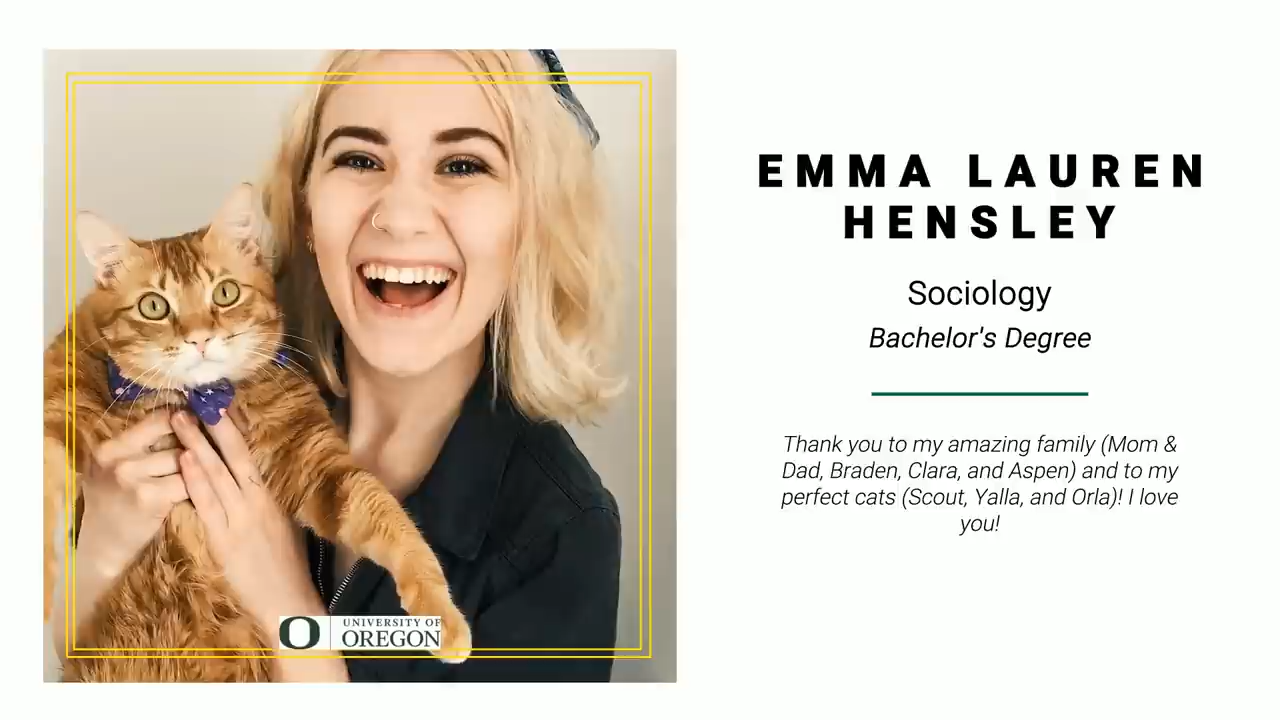 EMMA LAUREN
HENSLEY
Sociology
Bachelor's Degree
Thank you to my amazing family (Mom &
Dad, Braden, Clara, and Aspen) and to my
perfect cats (Scout, Yalla, and Orla)! I love
you!
O
UNIVERSITY OF
OREGON